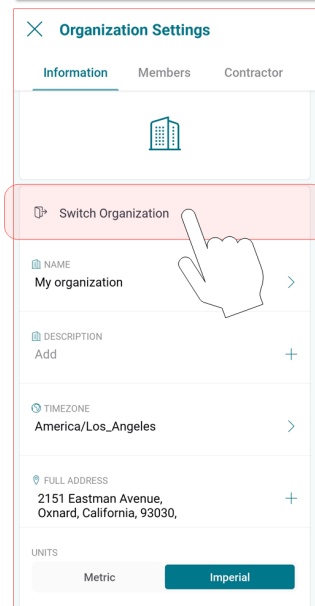 Organization Settings
Information Members Contractor
Switch Organization
NAME
My organization
DESCRIPTION
Add
TIMEZONE
America/Los_Angeles
FULL ADDRESS
2151 Eastman Avenue,
Oxnard, California, 93030,
UNITS
Metric Imperial